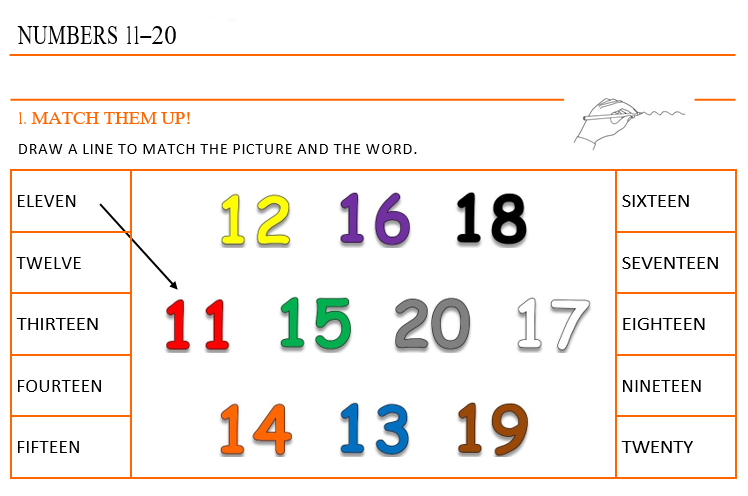 NUMBERS 11–20
1. MATCH THEM UP!
DRAW A LINE TO MATCH THE PICTURE AND THE WORD.
ELEVEN
TWELVE
THIRTEEN
FOURTEEN
FIFTEEN
12 16 18
11 15 20 17
14 13 19
SIXTEEN
SEVENTEEN
EIGHTEEN
NINETEEN
TWENTY